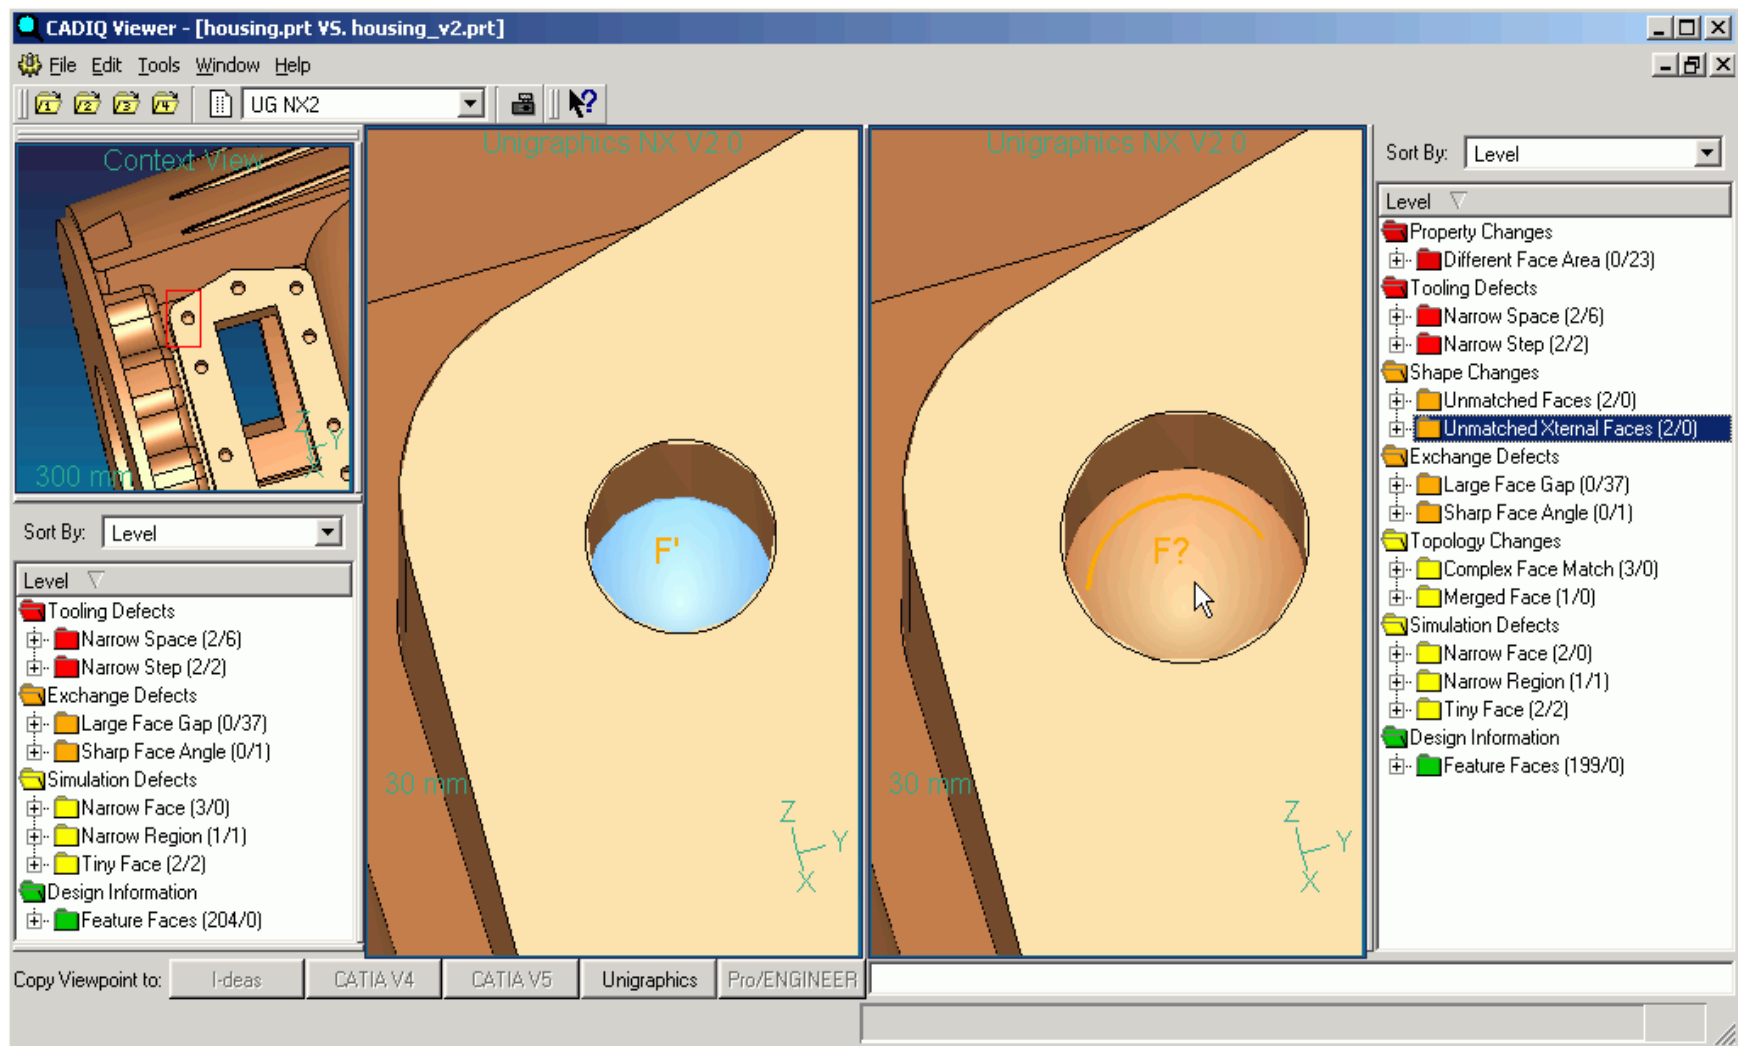 CADIQ Viewer - [housing.prt VS. housing_v2.prt]
File Edit Tools Window Help
1 2 3 4 UG NX2
Context View
300 mm
Z
Y
X
Sort By: Level
Level
Tooling Defects
Narrow Space (2/6)
Narrow Step (2/2)
Exchange Defects
Large Face Gap (0/37)
Sharp Face Angle (0/1)
Simulation Defects
Narrow Face (3/0)
Narrow Region (1/1)
Tiny Face (2/2)
Design Information
Feature Faces (204/0)
Unigraphics NX V2.0
F'
30 mm
Z
Y
X
Unigraphics NX V2.0
F?
30 mm
Z
Y
X
Sort By: Level
Level
Property Changes
Different Face Area (0/23)
Tooling Defects
Narrow Space (2/6)
Narrow Step (2/2)
Shape Changes
Unmatched Faces (2/0)
Unmatched Xternal Faces (2/0)
Exchange Defects
Large Face Gap (0/37)
Sharp Face Angle (0/1)
Topology Changes
Complex Face Match (3/0)
Merged Face (1/0)
Simulation Defects
Narrow Face (2/0)
Narrow Region (1/1)
Tiny Face (2/2)
Design Information
Feature Faces (199/0)
Copy Viewpoint to: I-deas CATIA V4 CATIA V5 Unigraphics Pro/ENGINEER